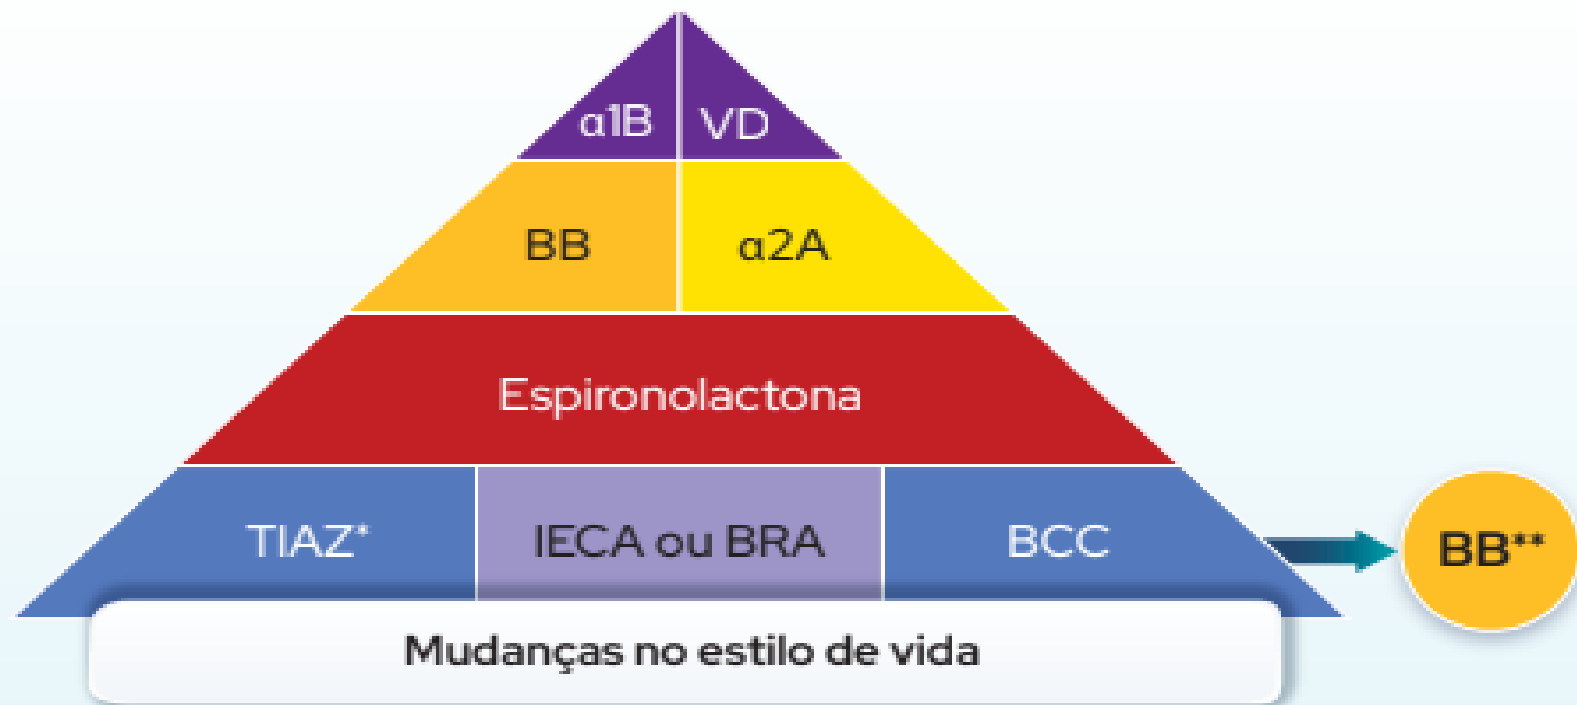 α1B VD
BB α2A
Espironolactona
TIAZ* IECA ou BRA BCC
BB**
Mudanças no estilo de vida